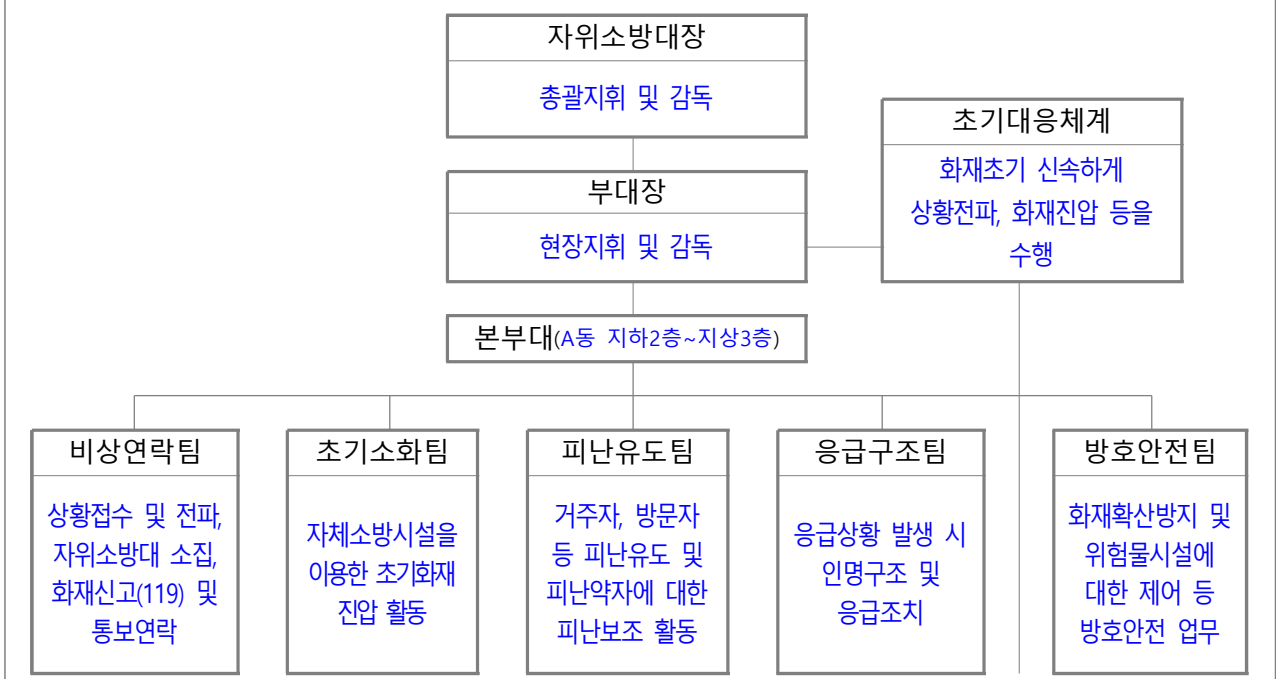 자위소방대장
총괄지휘 및 감독
초기대응체계
화재초기 신속하게
상황전파, 화재진압 등을
수행
부대장
현장지휘 및 감독
본부대(A동 지하2층~지상3층)
비상연락팀
상황접수 및 전파,
자위소방대 소집,
화재신고(119) 및
통보연락
초기소화팀
자체소방시설을
이용한 초기화재
진압 활동
피난유도팀
거주자, 방문자
등 피난유도 및
피난약자에 대한
피난보조 활동
응급구조팀
응급상황 발생 시
인명구조 및
응급조치
방호안전팀
화재확산방지 및
위험물시설에
대한 제어 등
방호안전 업무